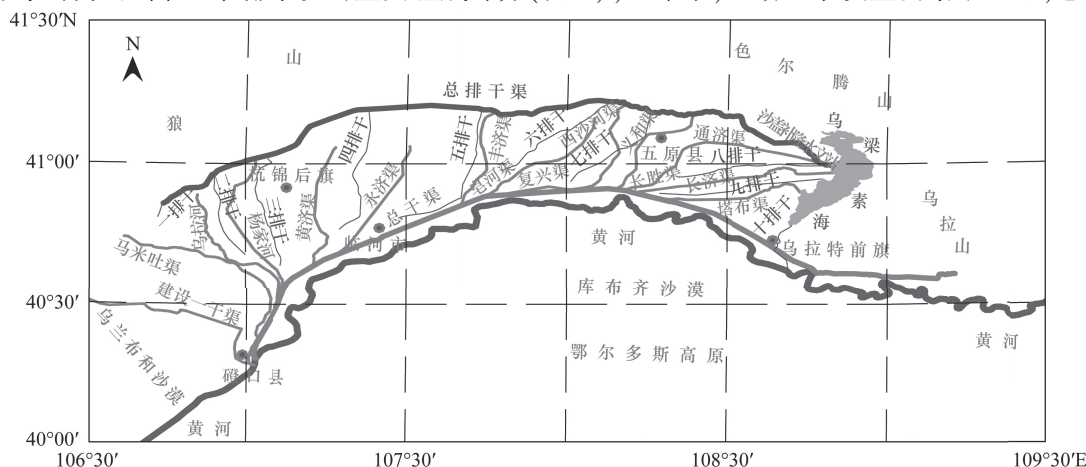 41°30′N
N
山
色尔腾山
狼
总排干渠
四排干
五排干
丰济渠
六排干
西沙河渠
七排干
义和渠
通济渠
乌梁素海
41°00′
五原县
八排干
杭锦后旗
皂河渠
复兴渠
长胜渠
长济渠
九排干
塔布渠
十排干
一排干
二排干
三排干
杨家河
黄济渠
永济渠
总干渠
临河市
乌拉山
乌拉特前旗
乌米吐渠
建设一干渠
黄河
40°30′
库布齐沙漠
乌兰布和沙漠
鄂尔多斯高原
黄河
磴口县
黄河
40°00′
106°30′
107°30′
108°30′
109°30′E